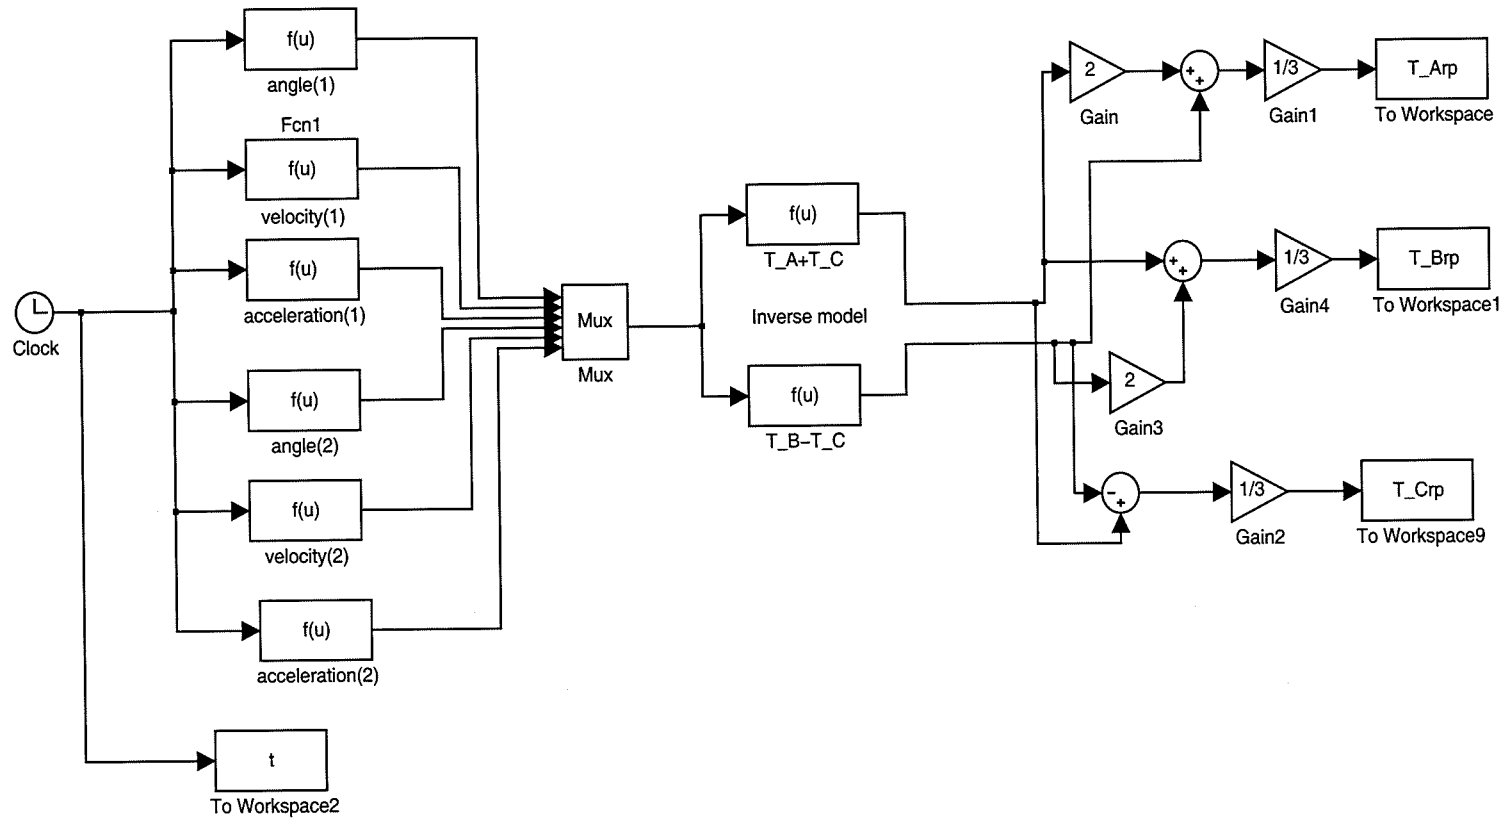 f(u)
angle(1)
Fcn1
f(u)
velocity(1)
f(u)
acceleration(1)
Clock
f(u)
angle(2)
f(u)
velocity(2)
f(u)
acceleration(2)
t
To Workspace2
Mux
Mux
f(u)
T_A+T_C
Inverse model
f(u)
T_B–T_C
2
Gain
+
+
1/3
Gain1
T_Arp
To Workspace
+
+
1/3
Gain4
T_Brp
To Workspace1
2
Gain3
–
+
1/3
Gain2
T_Crp
To Workspace9